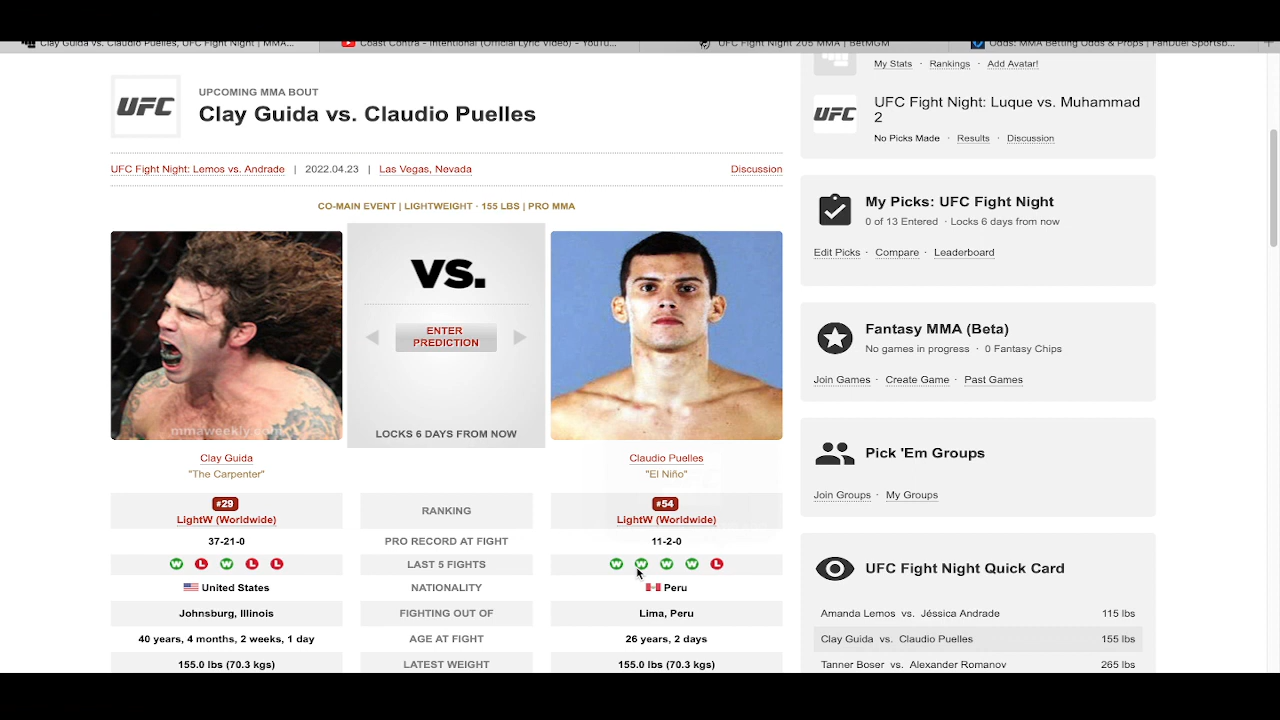 Clay Guida vs. Claudio Puelles, UFC Fight Night | MMA...
Coast Contra - Intentional (Official Lyric Video) - YouTu...
UFC Fight Night 205 MMA | BetMGM
Odds: MMA Betting Odds & Props | FanDuel Sportsb...
UFC
UPCOMING MMA BOUT
Clay Guida vs. Claudio Puelles
UFC Fight Night: Lemos vs. Andrade | 2022.04.23 | Las Vegas, Nevada
Discussion
CO-MAIN EVENT | LIGHTWEIGHT · 155 LBS | PRO MMA
VS.
ENTER
PREDICTION
LOCKS 6 DAYS FROM NOW
mmaweekly.com
Clay Guida
"The Carpenter"
Claudio Puelles
"El Niño"
#29
LightW (Worldwide)
RANKING
#54
LightW (Worldwide)
37-21-0
PRO RECORD AT FIGHT
11-2-0
W L W L L
LAST 5 FIGHTS
W W W W L
United States
NATIONALITY
Peru
Johnsburg, Illinois
FIGHTING OUT OF
Lima, Peru
40 years, 4 months, 2 weeks, 1 day
AGE AT FIGHT
26 years, 2 days
155.0 lbs (70.3 kgs)
LATEST WEIGHT
155.0 lbs (70.3 kgs)
My Stats · Rankings · Add Avatar!
UFC
UFC Fight Night: Luque vs. Muhammad
2
No Picks Made · Results · Discussion
My Picks: UFC Fight Night
0 of 13 Entered · Locks 6 days from now
Edit Picks · Compare · Leaderboard
Fantasy MMA (Beta)
No games in progress · 0 Fantasy Chips
Join Games · Create Game · Past Games
Pick 'Em Groups
Join Groups · My Groups
UFC Fight Night Quick Card
Amanda Lemos vs. Jéssica Andrade 115 lbs
Clay Guida vs. Claudio Puelles 155 lbs
Tanner Boser vs. Alexander Romanov 265 lbs